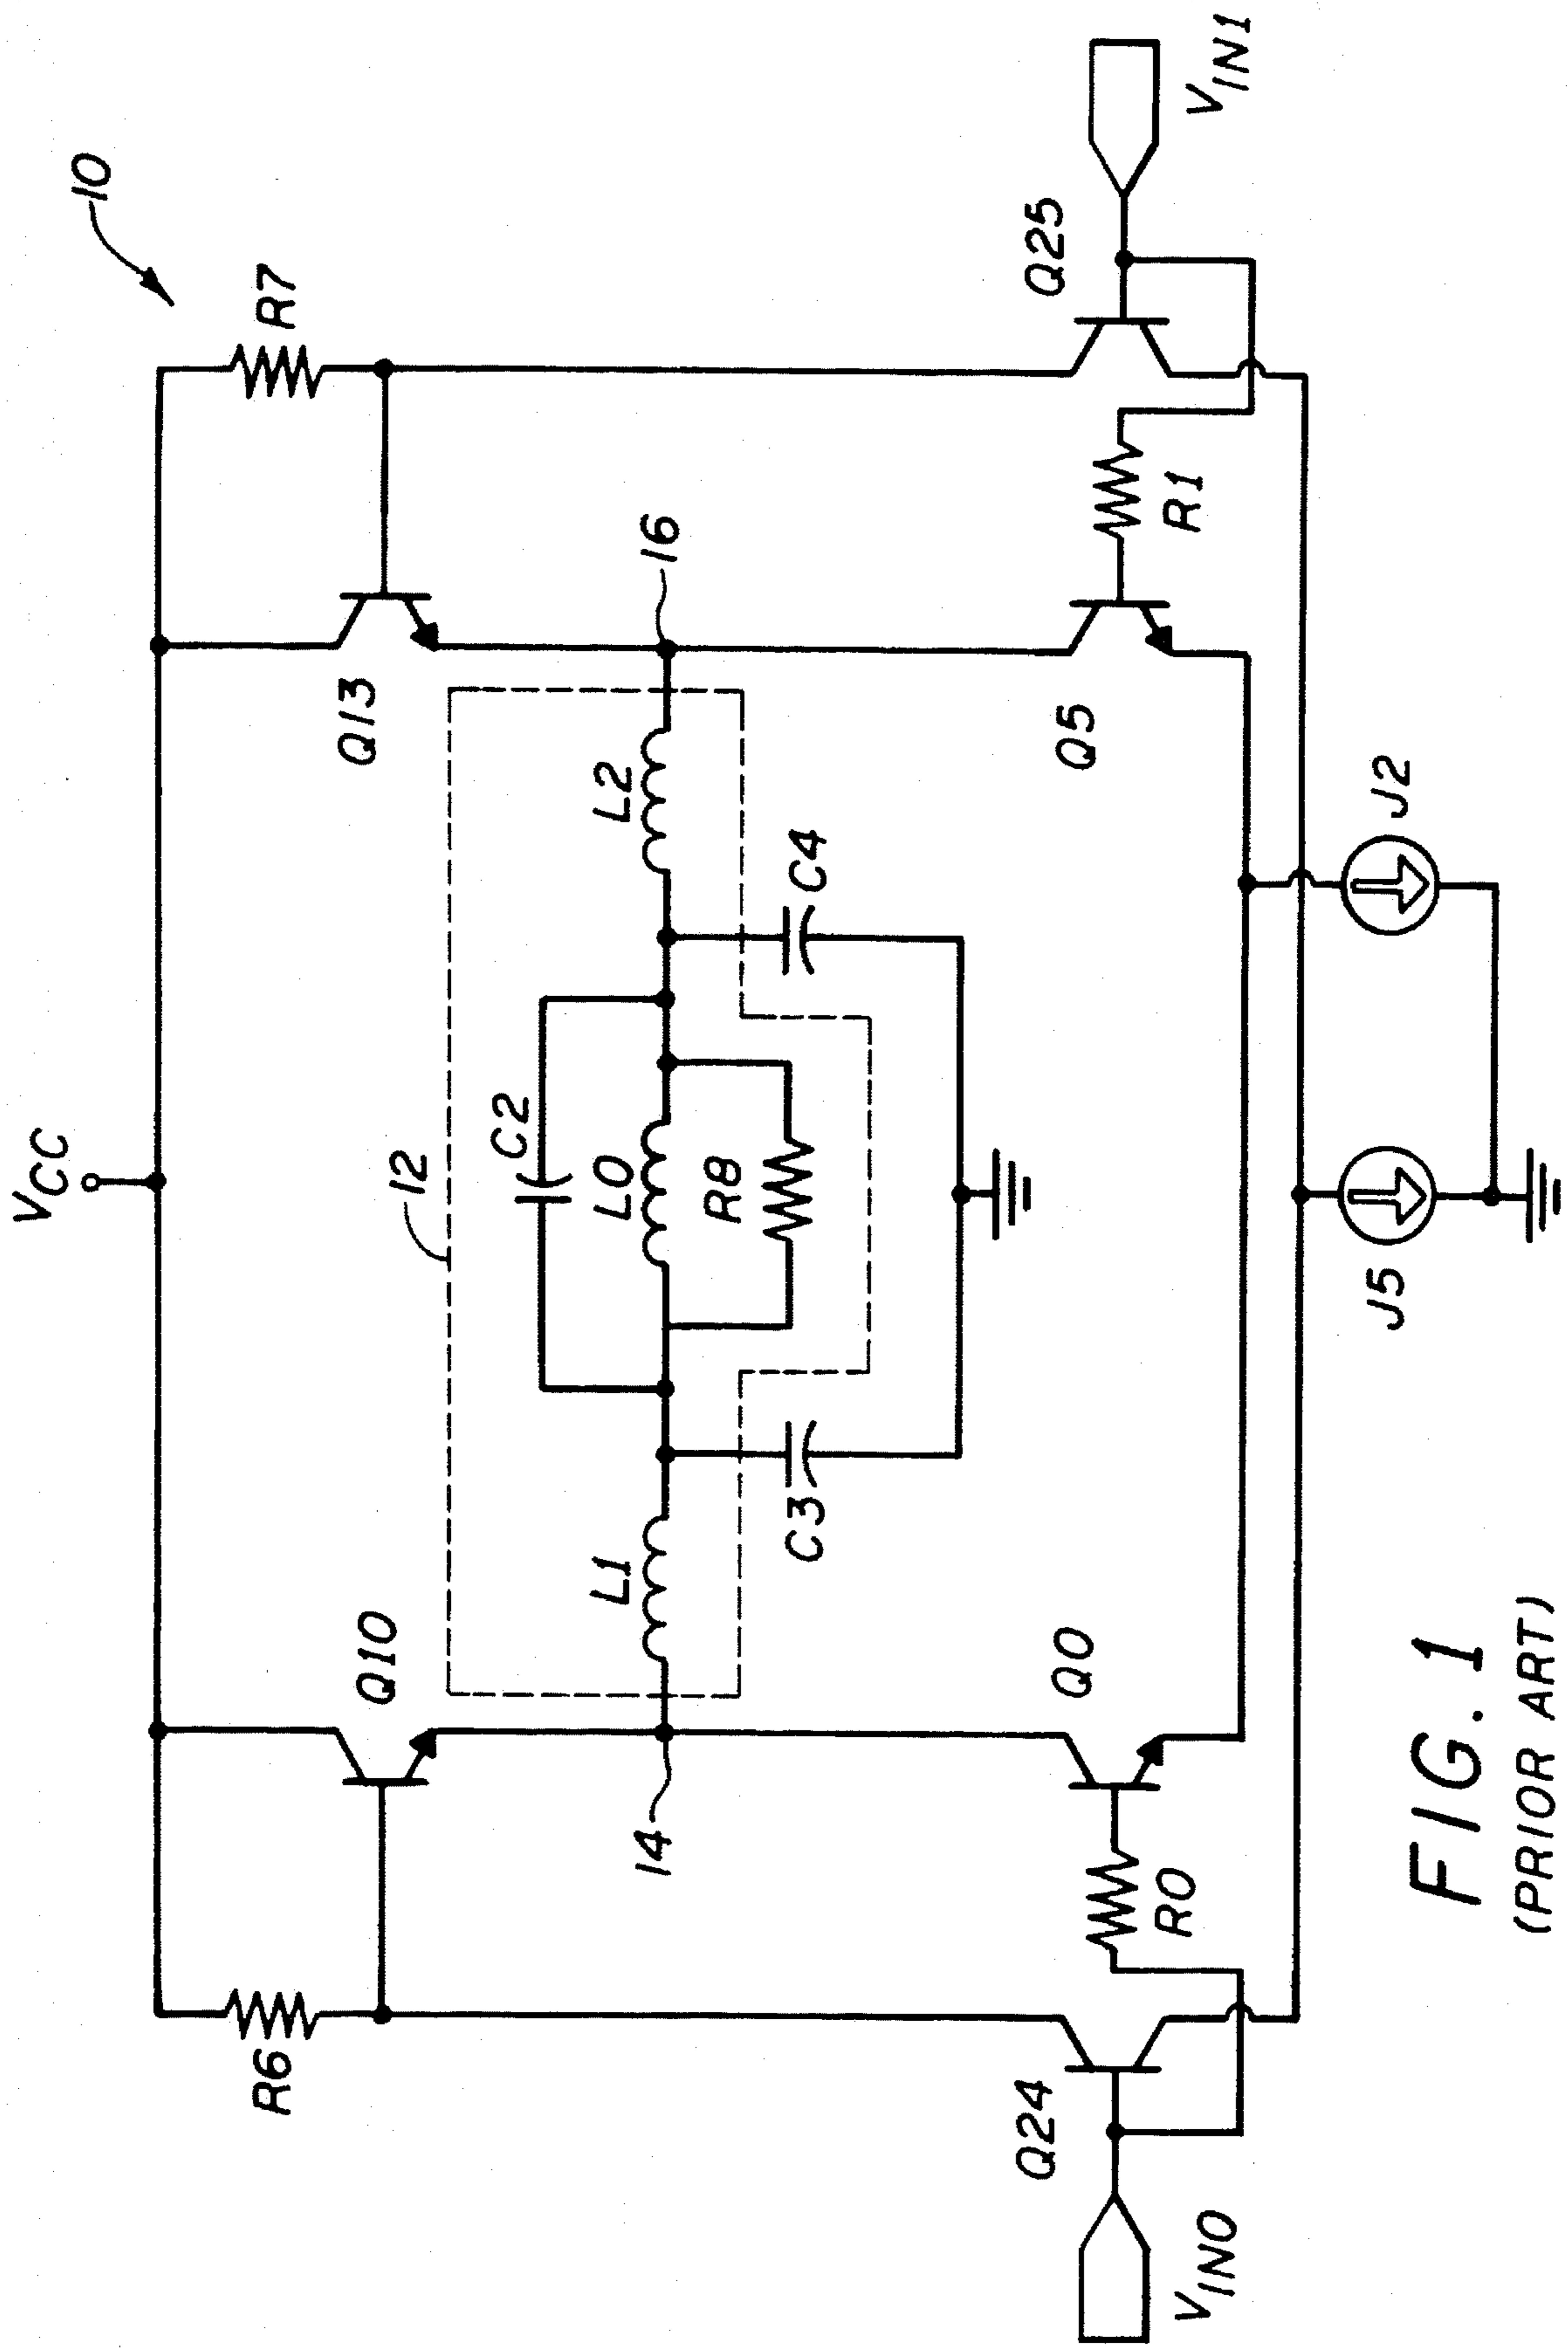 VCC
10
R6
R7
Q10
Q13
12
C2
L1
L0
L2
R8
14
16
C3
C4
Q24
R0
Q0
Q5
R1
Q25
VIN0
VIN1
J5
J2
FIG. 1
(PRIOR ART)